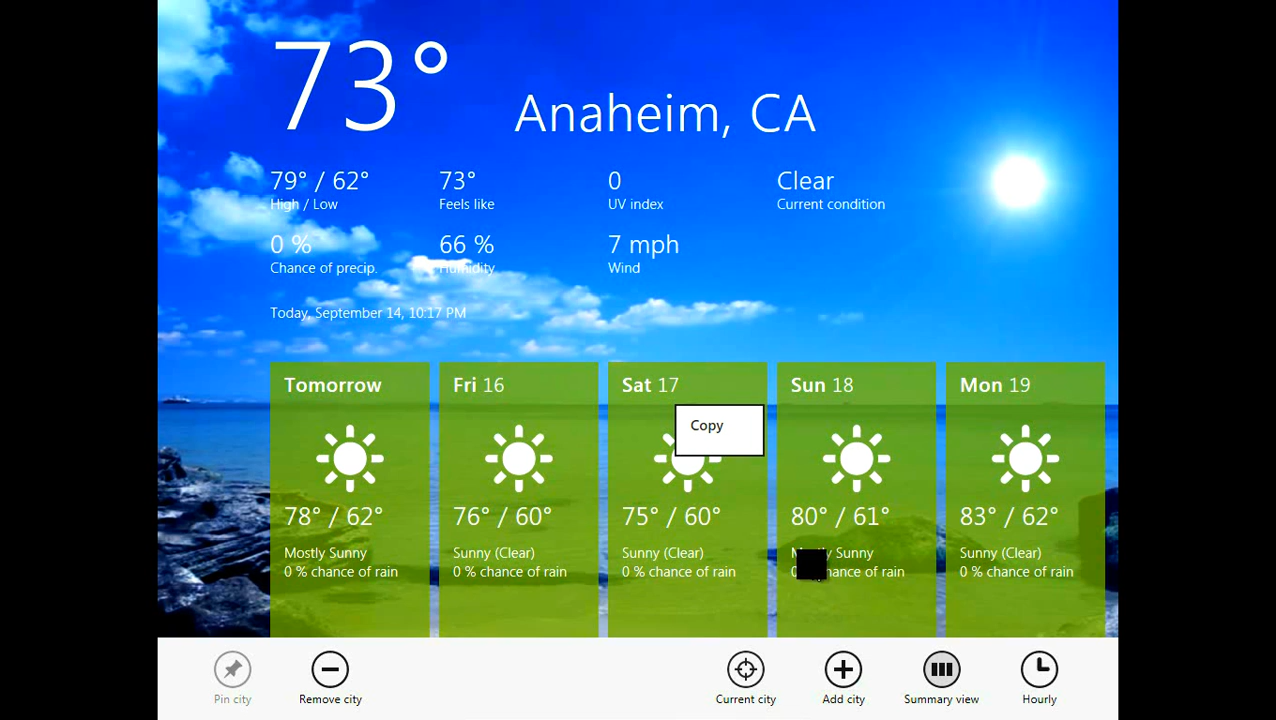 73°
Anaheim, CA
79° / 62°
High / Low
73°
Feels like
0
UV index
Clear
Current condition
0 %
Chance of precip.
66 %
Humidity
7 mph
Wind
Today, September 14, 10:17 PM
Tomorrow
78° / 62°
Mostly Sunny
0 % chance of rain
Fri 16
76° / 60°
Sunny (Clear)
0 % chance of rain
Sat 17
Copy
75° / 60°
Sunny (Clear)
0 % chance of rain
Sun 18
80° / 61°
Mostly Sunny
0 % chance of rain
Mon 19
83° / 62°
Sunny (Clear)
0 % chance of rain
Pin city
Remove city
Current city
Add city
Summary view
Hourly